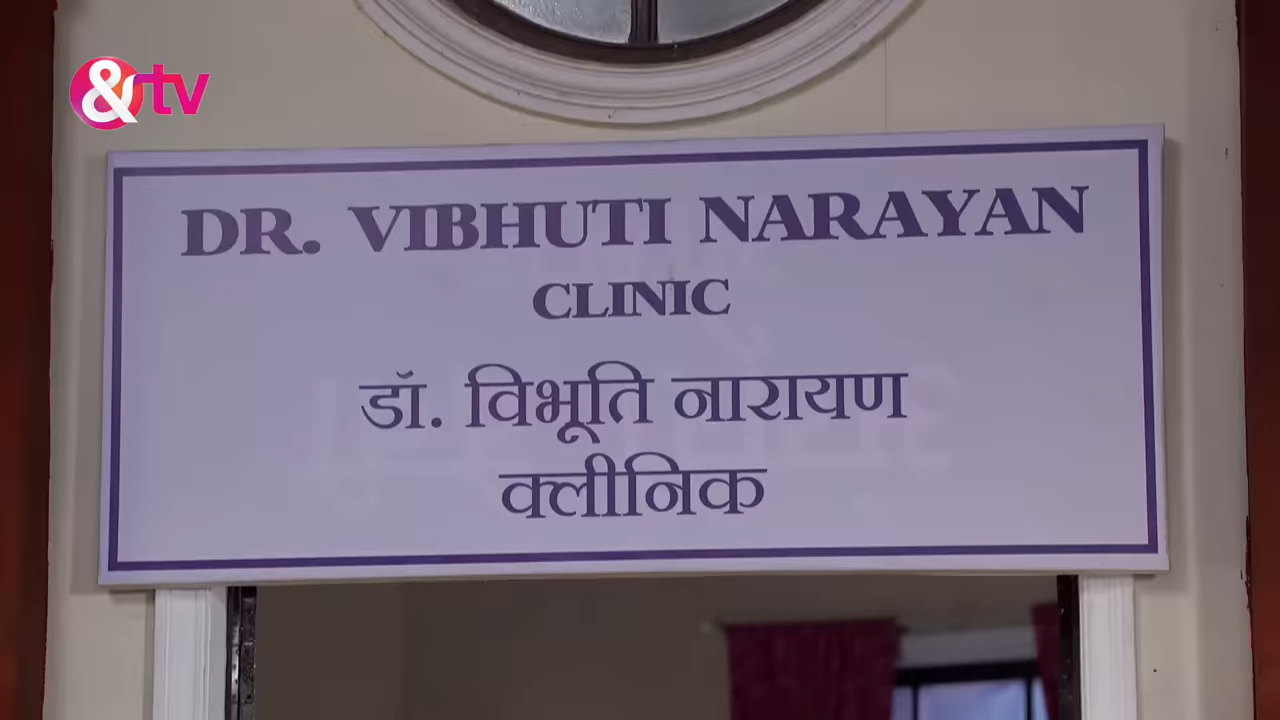 &tv
DR. VIBHUTI NARAYAN
CLINIC
डॉ. विभूति नारायण
क्लीनिक